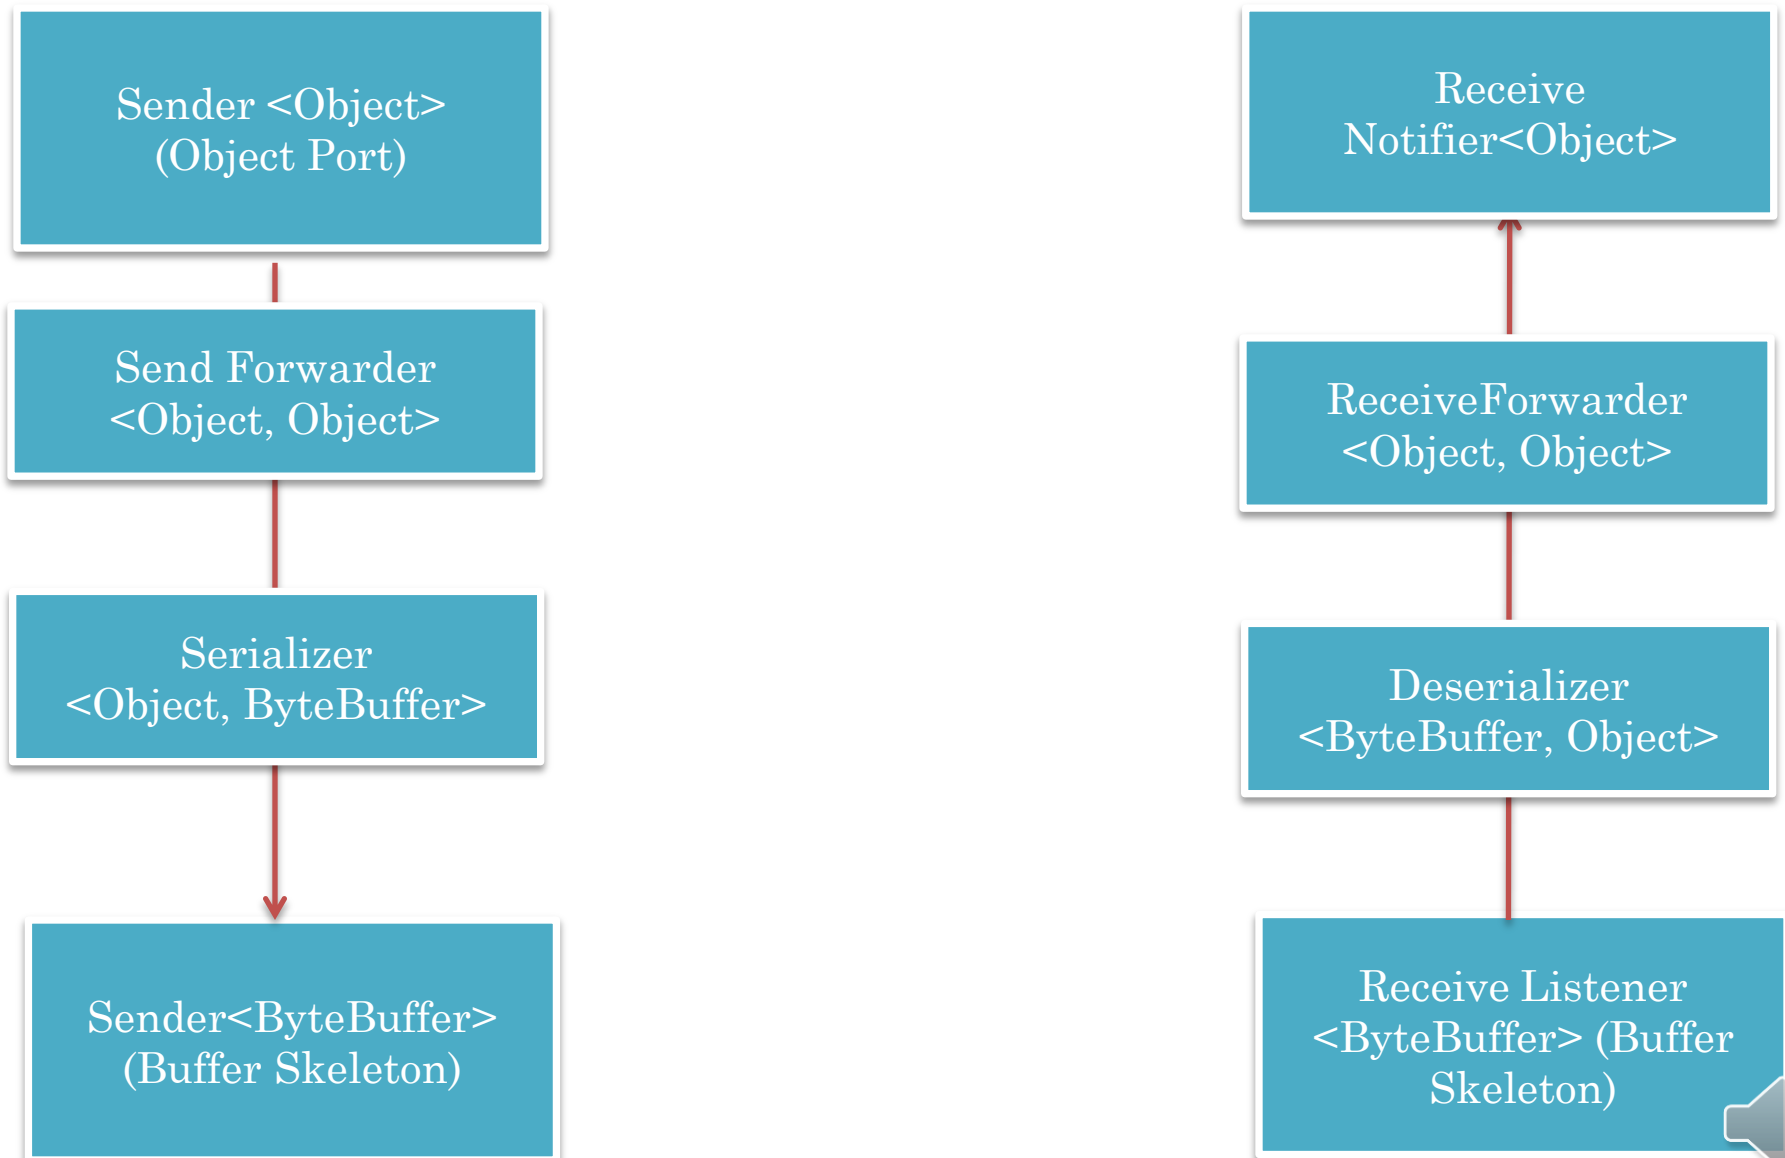 Sender <Object>
(Object Port)
Send Forwarder
<Object, Object>
Serializer
<Object, ByteBuffer>
Sender<ByteBuffer>
(Buffer Skeleton)
Receive
Notifier<Object>
ReceiveForwarder
<Object, Object>
Deserializer
<ByteBuffer, Object>
Receive Listener
<ByteBuffer> (Buffer
Skeleton)